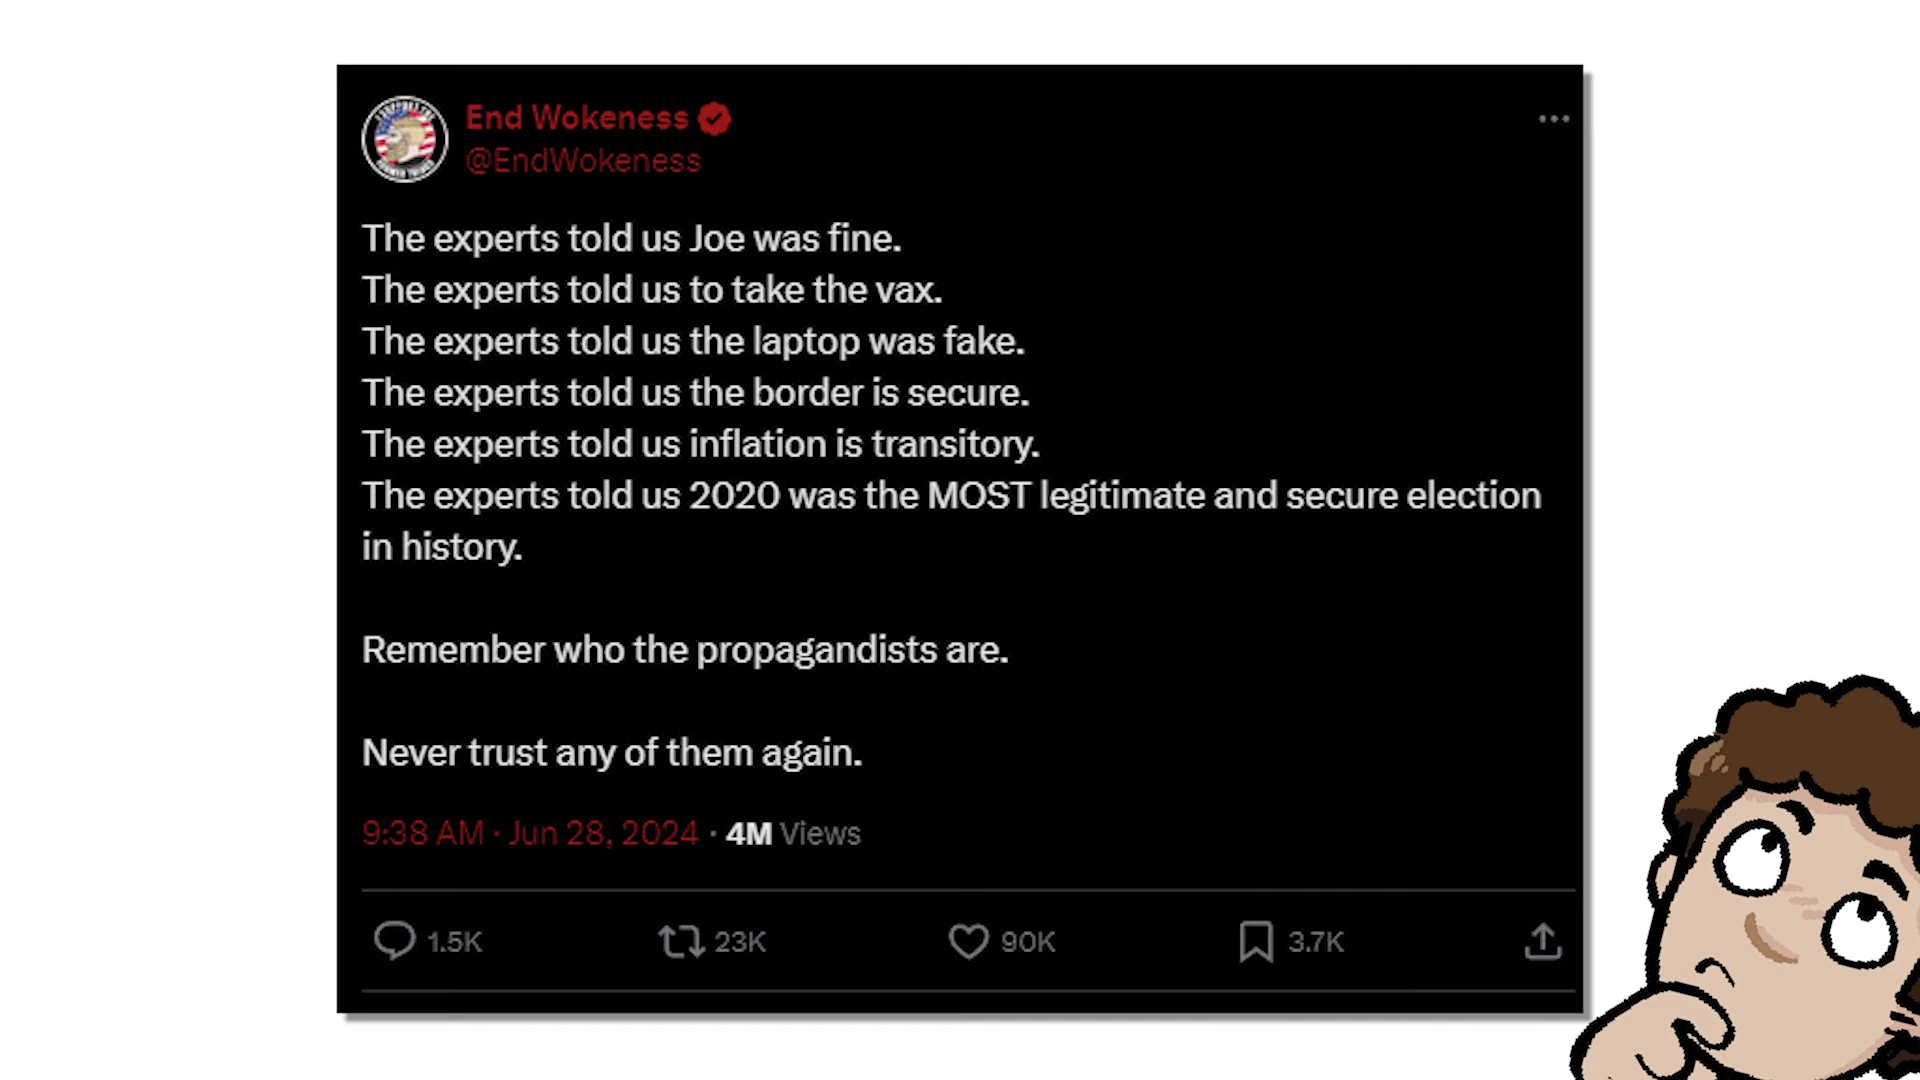 End Wokeness
@EndWokeness
The experts told us Joe was fine.
The experts told us to take the vax.
The experts told us the laptop was fake.
The experts told us the border is secure.
The experts told us inflation is transitory.
The experts told us 2020 was the MOST legitimate and secure election
in history.
Remember who the propagandists are.
Never trust any of them again.
9:38 AM · Jun 28, 2024 · 4M Views
1.5K 23K 90K 3.7K